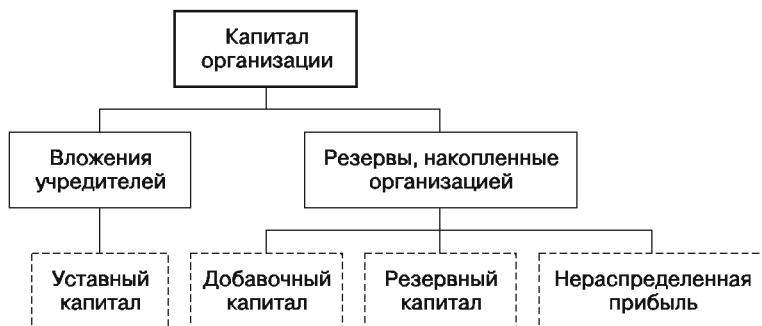 Капитал
организации
Вложения
учредителей
Резервы, накопленные
организацией
Уставный
капитал
Добавочный
капитал
Резервный
капитал
Нераспределенная
прибыль